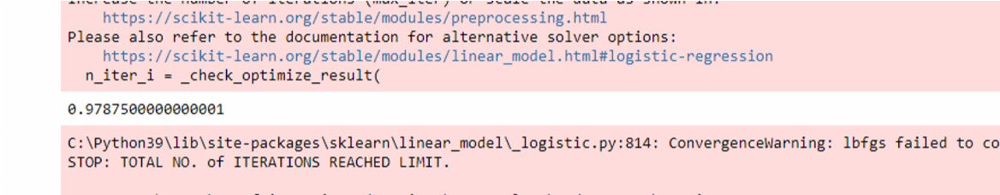 Increase the number of iterations (max_iter) or scale the data as shown in:
https://scikit-learn.org/stable/modules/preprocessing.html
Please also refer to the documentation for alternative solver options:
https://scikit-learn.org/stable/modules/linear_model.html#logistic-regression
n_iter_i = _check_optimize_result(
0.9787500000000001
C:\Python39\lib\site-packages\sklearn\linear_model\_logistic.py:814: ConvergenceWarning: lbfgs failed to co
STOP: TOTAL NO. of ITERATIONS REACHED LIMIT.